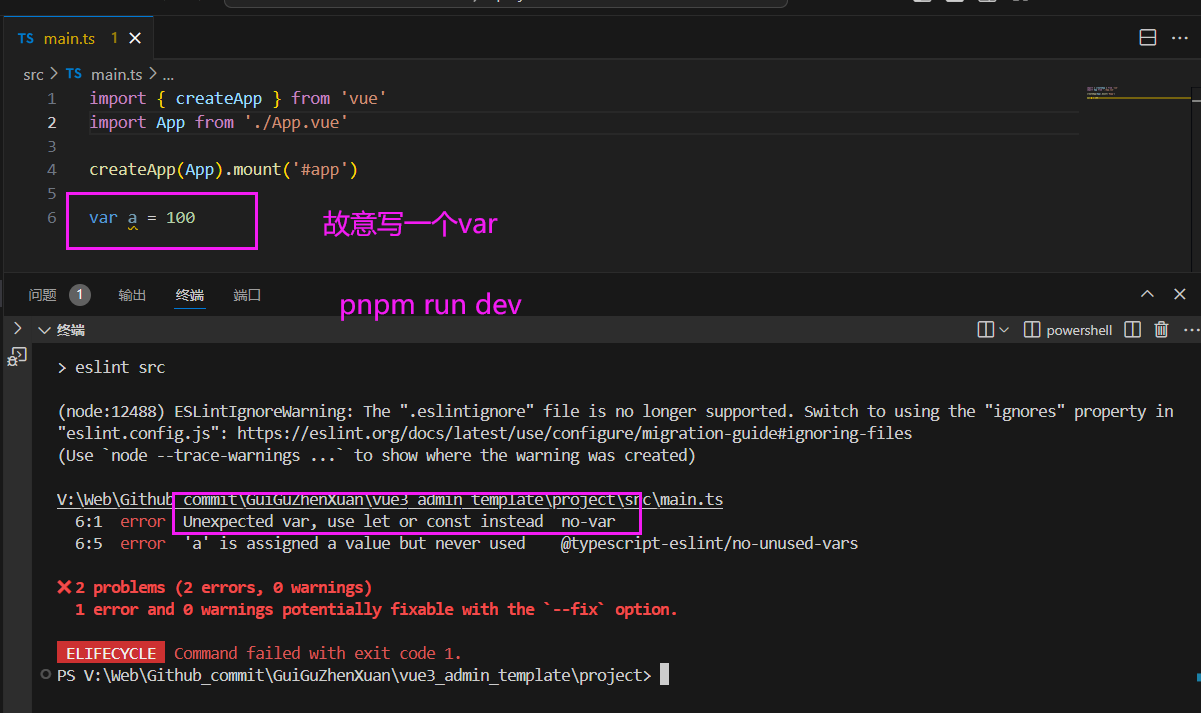 TS main.ts 1
src > TS main.ts > ...
1 import { createApp } from 'vue'
2 import App from './App.vue'
3
4 createApp(App).mount('#app')
5
6 var a = 100
故意写一个var
问题 1 输出 终端 端口
pnpm run dev
终端
powershell
> eslint src
(node:12488) ESLintIgnoreWarning: The ".eslintignore" file is no longer supported. Switch to using the "ignores" property in
"eslint.config.js": https://eslint.org/docs/latest/use/configure/migration-guide#ignoring-files
(Use `node --trace-warnings ...` to show where the warning was created)
V:\Web\Github_commit\GuiGuZhenXuan\vue3_admin_template\project\src\main.ts
6:1 error Unexpected var, use let or const instead no-var
6:5 error 'a' is assigned a value but never used @typescript-eslint/no-unused-vars
✖ 2 problems (2 errors, 0 warnings)
1 error and 0 warnings potentially fixable with the `--fix` option.
ELIFECYCLE Command failed with exit code 1.
PS V:\Web\Github_commit\GuiGuZhenXuan\vue3_admin_template\project>